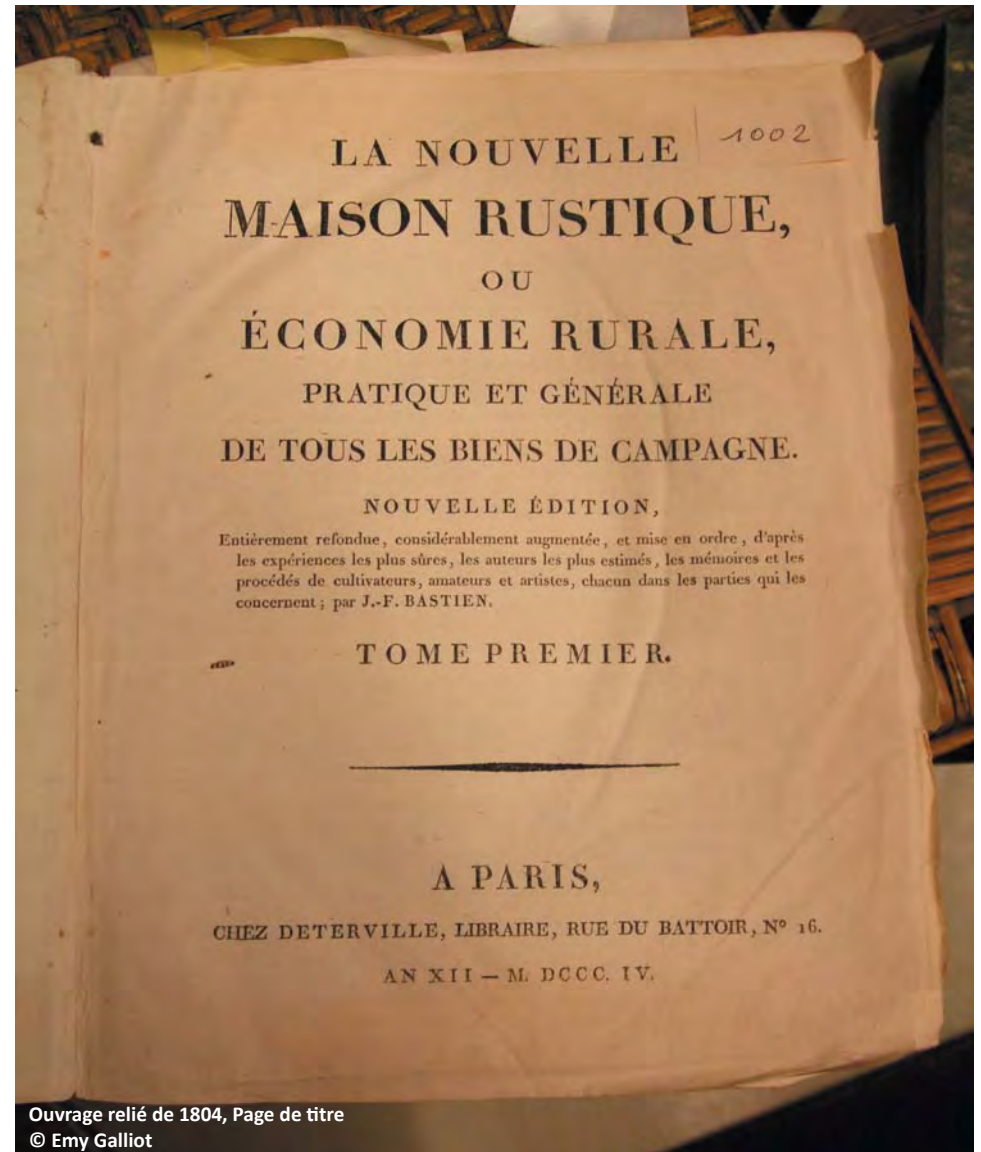 1002
LA NOUVELLE
MAISON RUSTIQUE,
OU
ÉCONOMIE RURALE,
PRATIQUE ET GÉNÉRALE
DE TOUS LES BIENS DE CAMPAGNE.
NOUVELLE ÉDITION,
Entièrement refondue, considérablement augmentée, et mise en ordre, d'après
les expériences les plus sûres, les auteurs les plus estimés, les mémoires et les
procédés de cultivateurs, amateurs et artistes, chacun dans les parties qui les
concernent; par J.-F. BASTIEN.
TOME PREMIER.
A PARIS,
CHEZ DETERVILLE, LIBRAIRE, RUE DU BATTOIR, Nº 16.
AN XII — M. DCCC. IV.
Ouvrage relié de 1804, Page de titre
© Emy Galliot